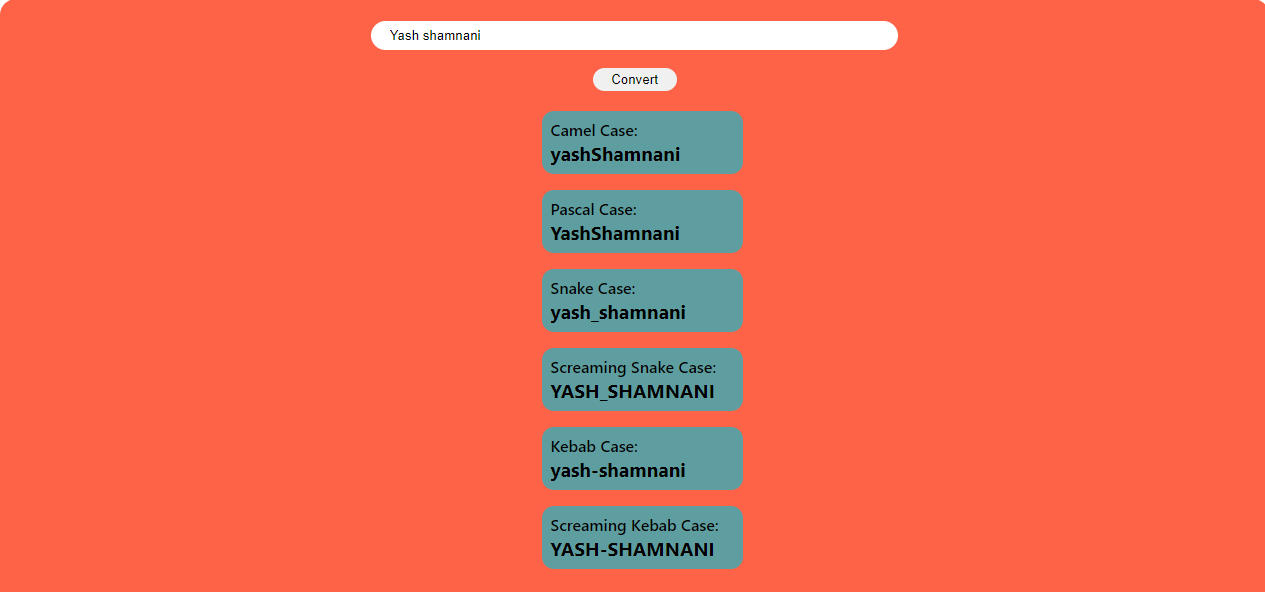 Yash shamnani
Convert
Camel Case:
yashShamnani
Pascal Case:
YashShamnani
Snake Case:
yash_shamnani
Screaming Snake Case:
YASH_SHAMNANI
Kebab Case:
yash-shamnani
Screaming Kebab Case:
YASH-SHAMNANI